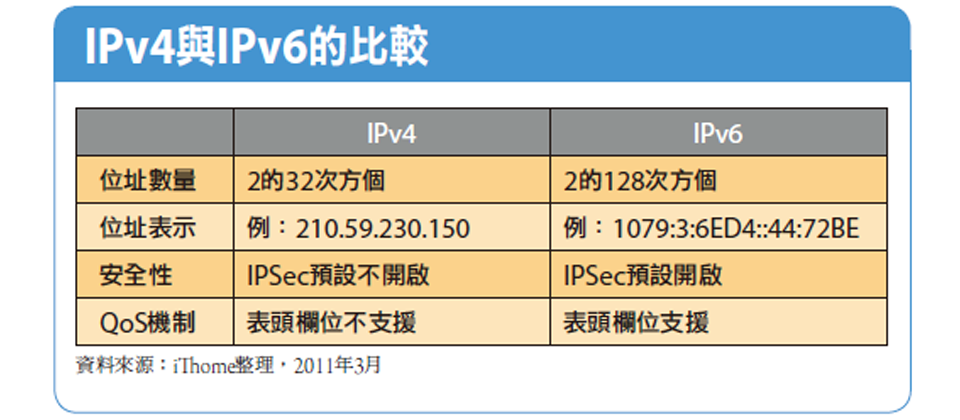 IPv4與IPv6的比較
IPv4 IPv6
位址數量 2的32次方個 2的128次方個
位址表示 例：210.59.230.150 例：1079:3:6ED4::44:72BE
安全性 IPSec預設不開啟 IPSec預設開啟
QoS機制 表頭欄位不支援 表頭欄位支援
資料來源：iThome整理，2011年3月